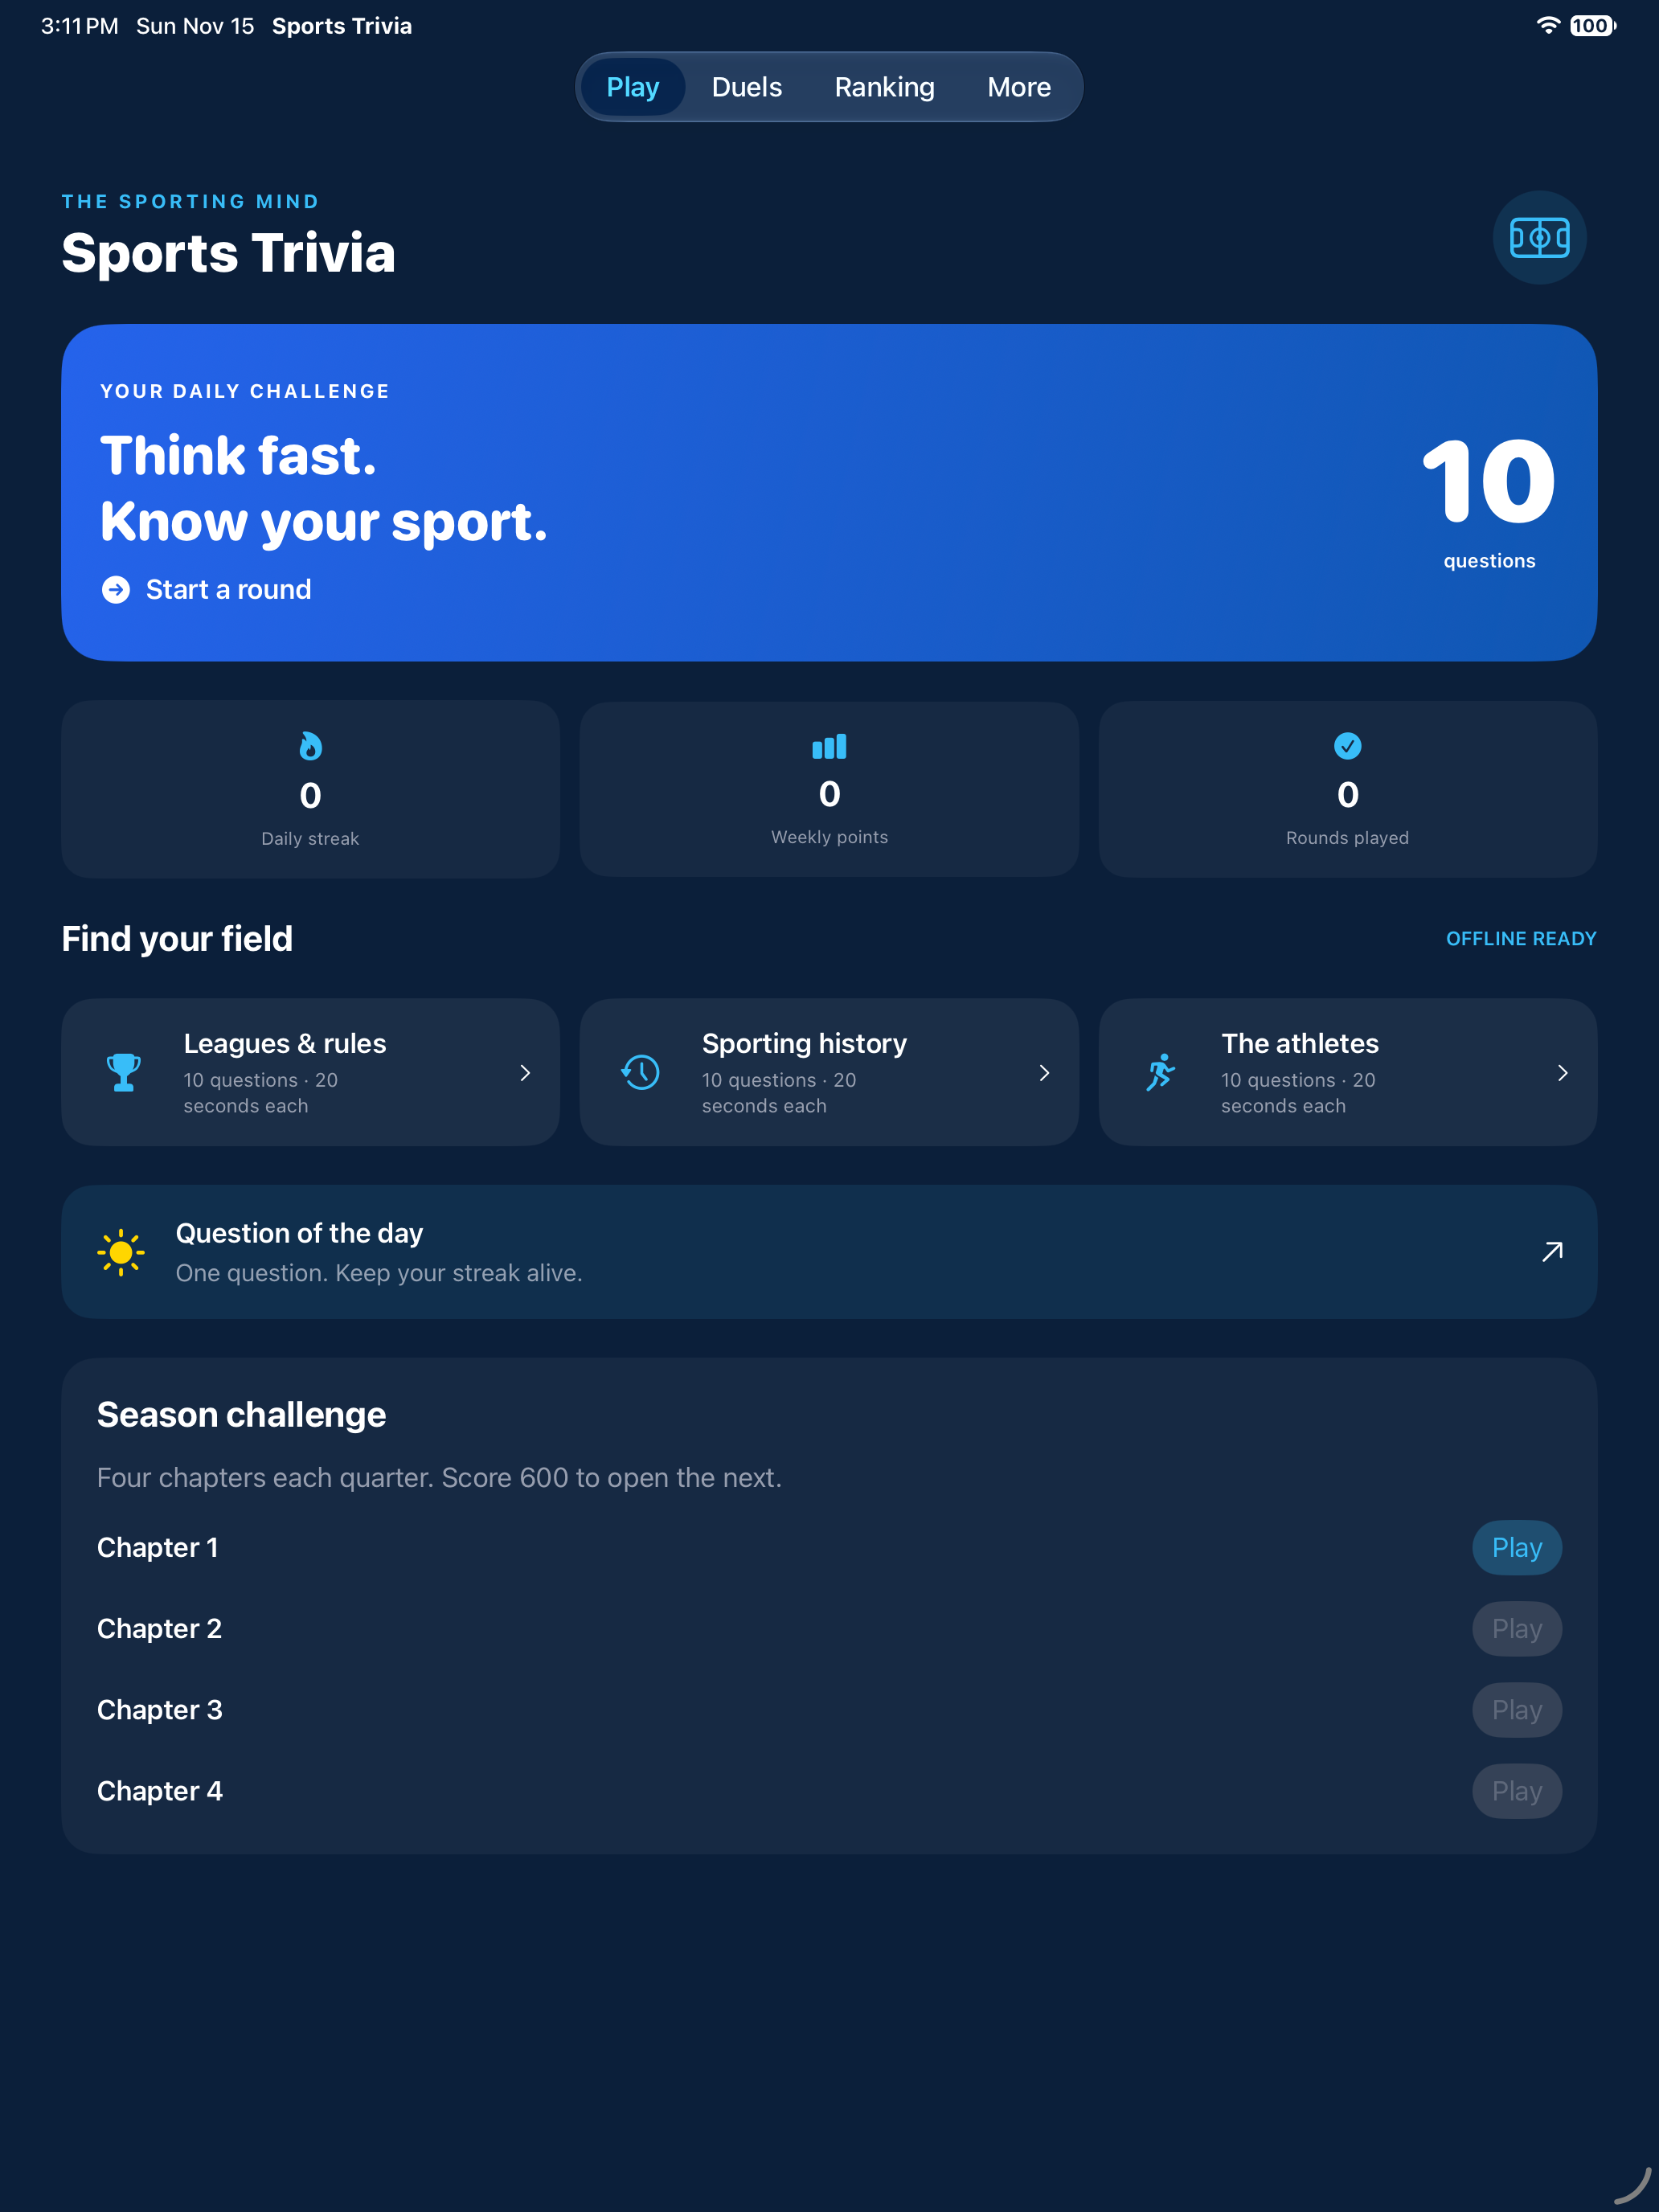 3:11 PM Sun Nov 15 Sports Trivia
100
Play Duels Ranking More
THE SPORTING MIND
Sports Trivia
YOUR DAILY CHALLENGE
Think fast.
Know your sport.
Start a round
10
questions
0
Daily streak
0
Weekly points
0
Rounds played
Find your field
OFFLINE READY
Leagues & rules
10 questions · 20
seconds each
Sporting history
10 questions · 20
seconds each
The athletes
10 questions · 20
seconds each
Question of the day
One question. Keep your streak alive.
Season challenge
Four chapters each quarter. Score 600 to open the next.
Chapter 1 Play
Chapter 2 Play
Chapter 3 Play
Chapter 4 Play